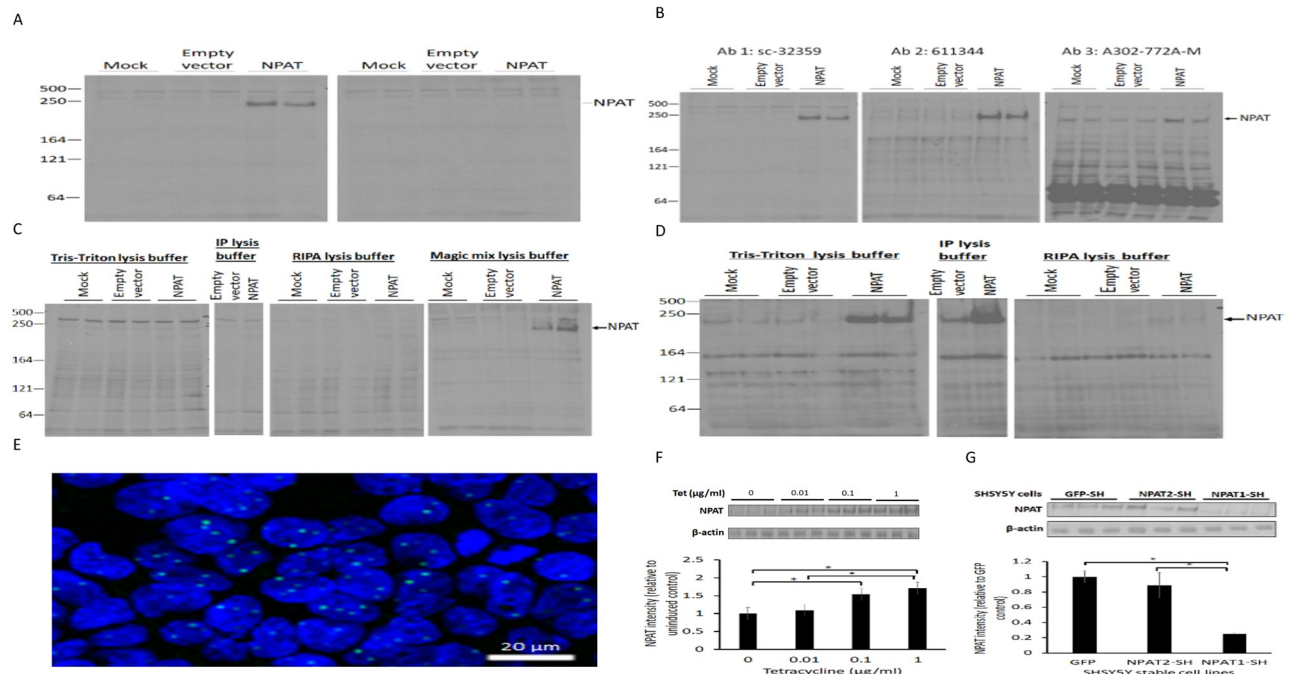 A
Mock
Empty
vector
NPAT
Mock
Empty
vector
NPAT
500
250
164
121
64
NPAT
B
Ab 1: sc-32359
Ab 2: 611344
Ab 3: A302-772A-M
Mock
Empty
vector
NPAT
Mock
Empty
vector
NPAT
Mock
Empty
vector
NPAT
500
250
164
121
64
NPAT
C
Tris-Triton lysis buffer
IP lysis
buffer
RIPA lysis buffer
Magic mix lysis buffer
Mock
Empty
vector
NPAT
Empty
vector
NPAT
Mock
Empty
vector
NPAT
Mock
Empty
vector
NPAT
500
250
164
121
64
NPAT
D
Tris-Triton lysis buffer
IP lysis
buffer
RIPA lysis buffer
Mock
Empty
vector
NPAT
Empty
vector
NPAT
Mock
Empty
vector
NPAT
500
250
164
121
64
NPAT
E
20 µm
F
Tet (µg/ml)
0
0.01
0.1
1
NPAT
β-actin
NPAT intensity (relative to
uninduced control)
2.5
2
1.5
1
0.5
0
*
*
*
0
0.01
0.1
1
Tetracycline (µg/ml)
G
SHSY5Y cells
GFP-SH
NPAT2-SH
NPAT1-SH
NPAT
β-actin
NPAT intensity (relative to GFP
control)
1.2
1
0.8
0.6
0.4
0.2
0
*
*
GFP
NPAT2-SH
NPAT1-SH
SHSY5Y stable cell lines